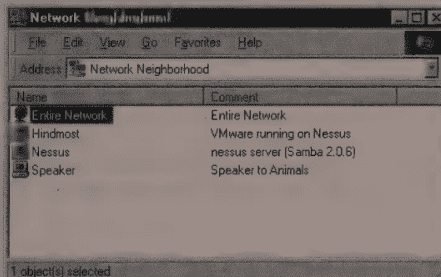 Network
File Edit View Go Favorites Help
Address Network Neighborhood
Name Comment
Entire Network Entire Network
Hindmost VMware running on Nessus
Nessus nessus server (Samba 2.0.6)
Speaker Speaker to Animals
1 object(s) selected